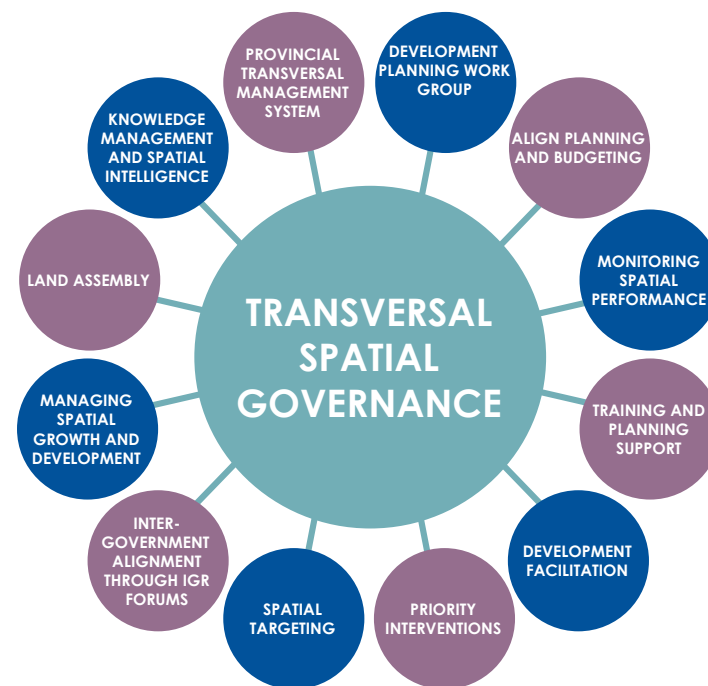 TRANSVERSAL
SPATIAL
GOVERNANCE
DEVELOPMENT
PLANNING WORK
GROUP
ALIGN PLANNING
AND BUDGETING
MONITORING
SPATIAL
PERFORMANCE
TRAINING AND
PLANNING
SUPPORT
DEVELOPMENT
FACILITATION
PRIORITY
INTERVENTIONS
SPATIAL
TARGETING
INTER-
GOVERNMENT
ALIGNMENT
THROUGH IGR
FORUMS
MANAGING
SPATIAL
GROWTH AND
DEVELOPMENT
LAND ASSEMBLY
KNOWLEDGE
MANAGEMENT
AND SPATIAL
INTELLIGENCE
PROVINCIAL
TRANSVERSAL
MANAGEMENT
SYSTEM